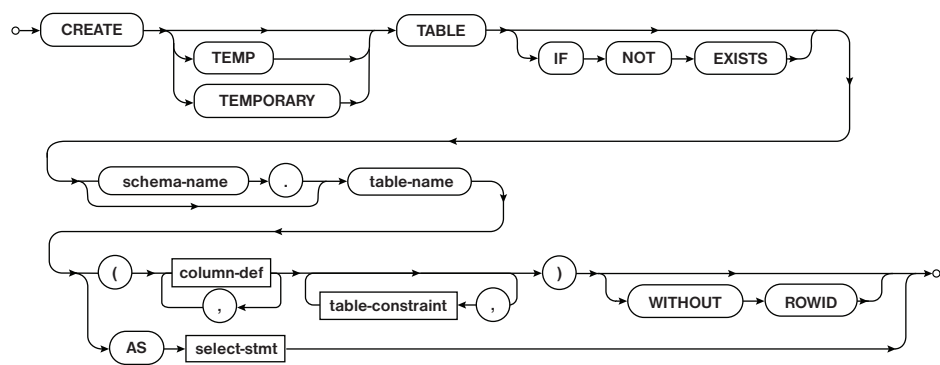 CREATE TABLE
TEMP IF NOT EXISTS
TEMPORARY
schema-name . table-name
( column-def )
, table-constraint , WITHOUT ROWID
AS select-stmt